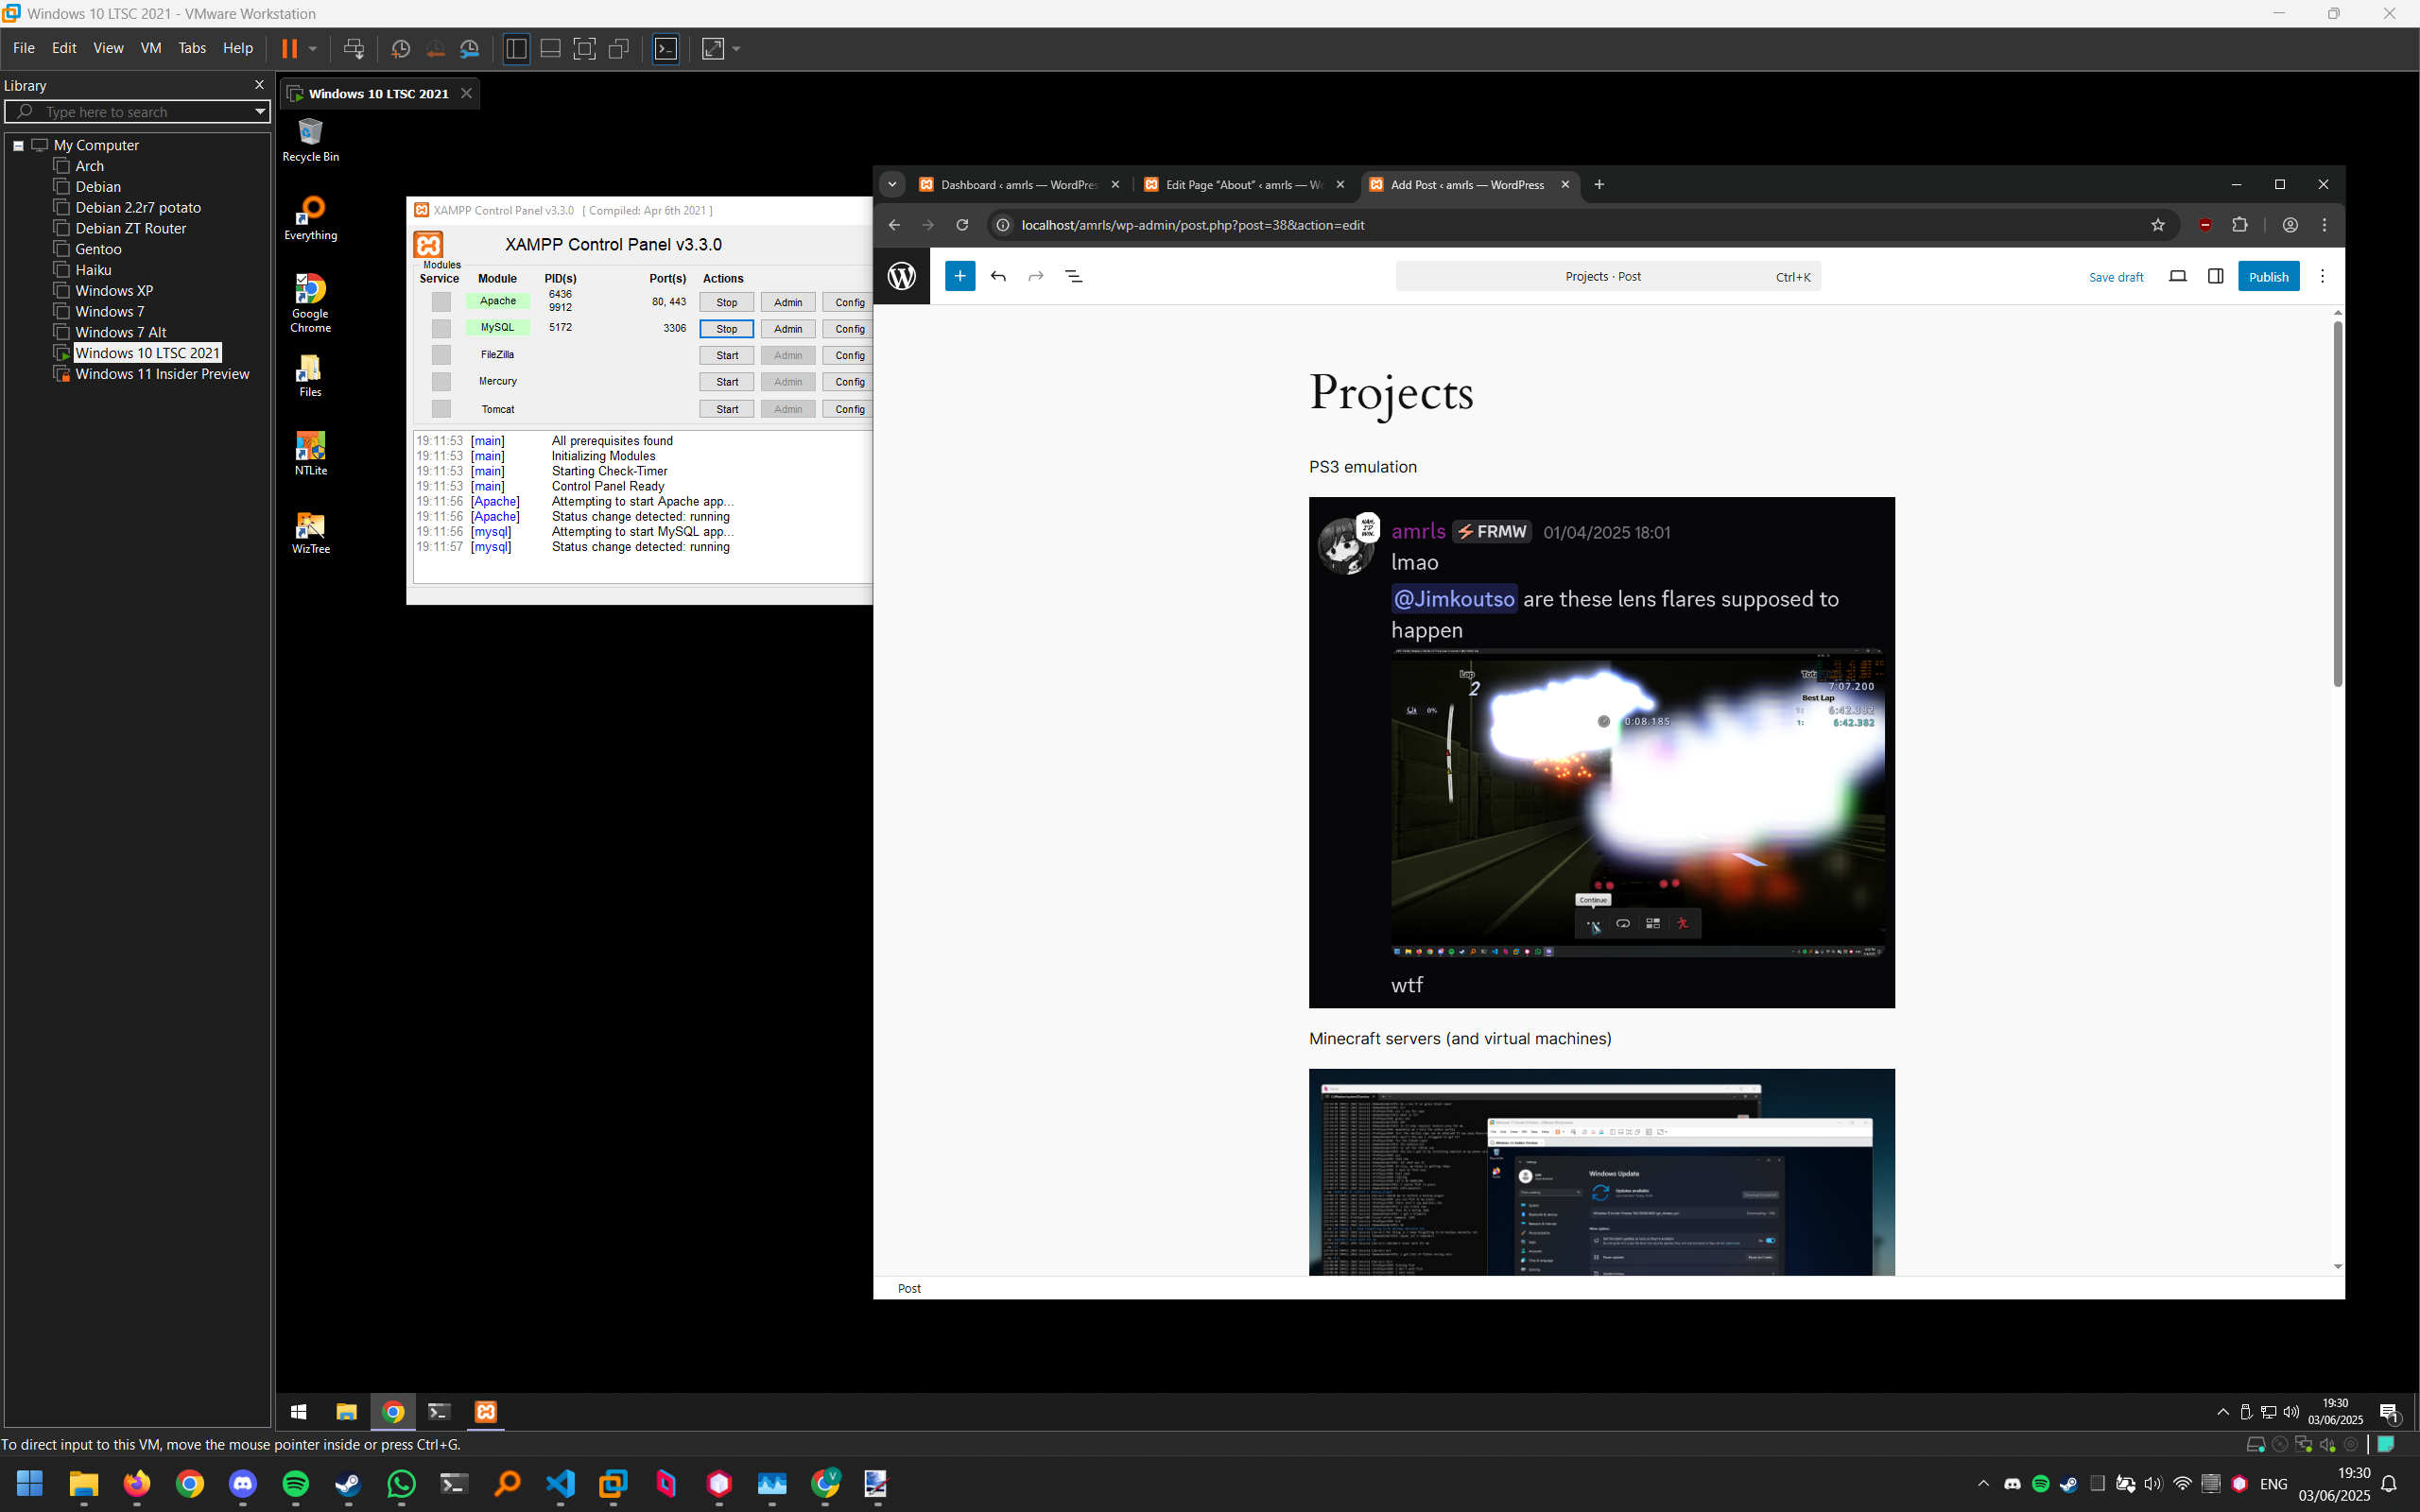 Windows 10 LTSC 2021 - VMware Workstation
File Edit View VM Tabs Help
Library
Type here to search
My Computer
Arch
Debian
Debian 2.2r7 potato
Debian ZT Router
Gentoo
Haiku
Windows XP
Windows 7
Windows 7 Alt
Windows 10 LTSC 2021
Windows 11 Insider Preview
Windows 10 LTSC 2021
Recycle Bin
Everything
Google Chrome
Files
NTLite
WizTree
XAMPP Control Panel v3.3.0 [ Compiled: Apr 6th 2021 ]
XAMPP Control Panel v3.3.0
Modules
Service Module PID(s) Port(s) Actions
Apache 6436 9912 80, 443 Stop Admin Config
MySQL 5172 3306 Stop Admin Config
FileZilla Start Admin Config
Mercury Start Admin Config
Tomcat Start Admin Config
19:11:53 [main] All prerequisites found
19:11:53 [main] Initializing Modules
19:11:53 [main] Starting Check-Timer
19:11:53 [main] Control Panel Ready
19:11:56 [Apache] Attempting to start Apache app...
19:11:56 [Apache] Status change detected: running
19:11:56 [mysql] Attempting to start MySQL app...
19:11:57 [mysql] Status change detected: running
Dashboard ‹ amrls — WordPres
Edit Page “About” ‹ amrls — Wo
Add Post ‹ amrls — WordPress
localhost/amrls/wp-admin/post.php?post=38&action=edit
Projects · Post Ctrl+K
Save draft
Publish
Projects
PS3 emulation
NAH, I'D WIN.
amrls FRMW 01/04/2025 18:01
lmao
@Jimkoutso are these lens flares supposed to
happen
Lap
2
0%
7:07.200
Best Lap
1: 6:42.382
1: 6:42.382
0:08.185
Continue
wtf
Minecraft servers (and virtual machines)
Windows Update
Updates available
Post
19:30
03/06/2025
1
To direct input to this VM, move the mouse pointer inside or press Ctrl+G.
V
ENG
19:30
03/06/2025